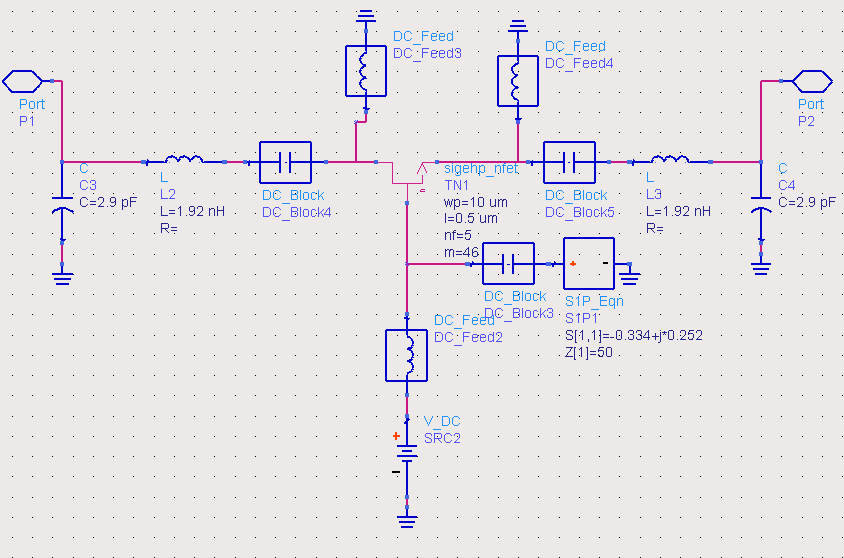 DC_Feed
DC_Feed3
DC_Feed
DC_Feed4
Port
P1
Port
P2
C
C3
C=2.9 pF
L
L2
L=1.92 nH
R=
DC_Block
DC_Block4
sigehp_nfet
TN1
wp=10 um
l=0.5 um
nf=5
m=46
DC_Block
DC_Block5
L
L3
L=1.92 nH
R=
C
C4
C=2.9 pF
DC_Block
DC_Block3
+
-
S1P_Eqn
S1P1
S[1,1]=-0.334+j*0.252
Z[1]=50
DC_Feed
DC_Feed2
V_DC
SRC2
+
-